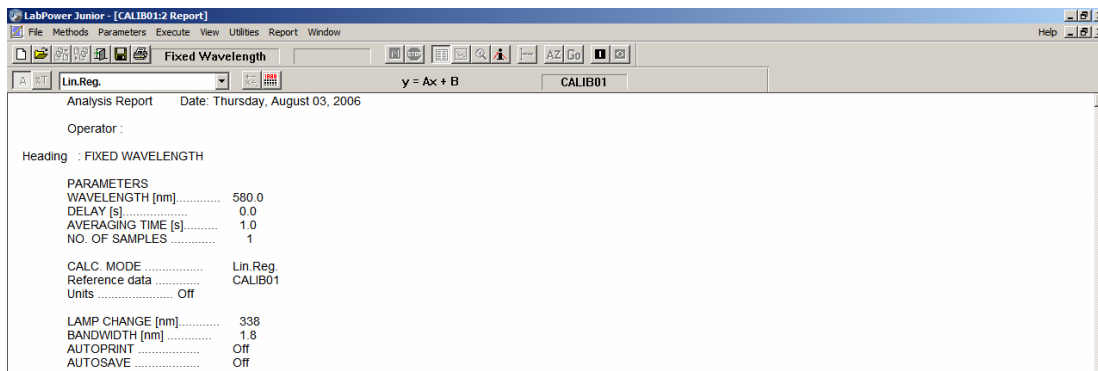 LabPower Junior - [CALIB01:2 Report]
File Methods Parameters Execute View Utilities Report Window Help
Fixed Wavelength AZ Go
A %T Lin.Reg. y = Ax + B CALIB01
Analysis Report Date: Thursday, August 03, 2006
Operator :
Heading : FIXED WAVELENGTH
PARAMETERS
WAVELENGTH [nm]............. 580.0
DELAY [s]................... 0.0
AVERAGING TIME [s].......... 1.0
NO. OF SAMPLES ............. 1
CALC. MODE ................. Lin.Reg.
Reference data ............. CALIB01
Units ...................... Off
LAMP CHANGE [nm]............ 338
BANDWIDTH [nm] ............. 1.8
AUTOPRINT .................. Off
AUTOSAVE ................... Off